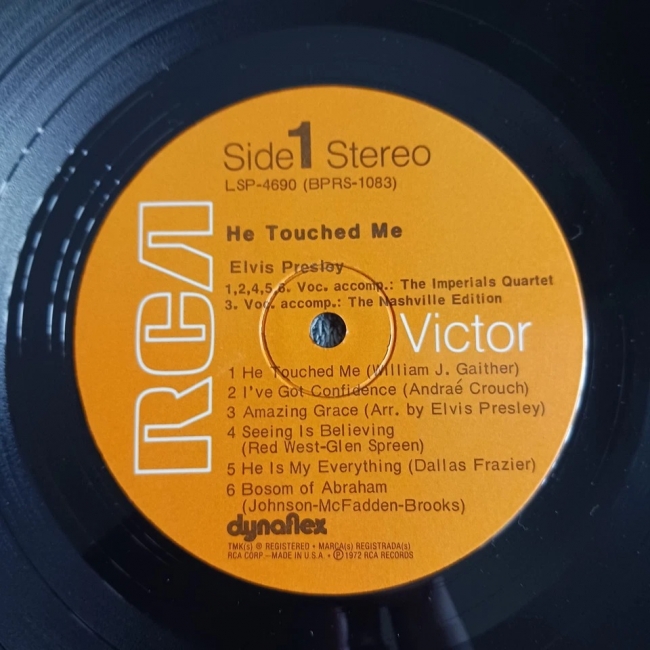 Side 1 Stereo
LSP-4690 (BPRS-1083)
He Touched Me
Elvis Presley
1,2,4,5,6. Voc. accomp.: The Imperials Quartet
3. Voc. accomp.: The Nashville Edition
RCA Victor
1 He Touched Me (William J. Gaither)
2 I've Got Confidence (Andraé Crouch)
3 Amazing Grace (Arr. by Elvis Presley)
4 Seeing Is Believing
(Red West-Glen Spreen)
5 He Is My Everything (Dallas Frazier)
6 Bosom of Abraham
(Johnson-McFadden-Brooks)
dynaflex
TMK(s) ® REGISTERED • MARCA(s) REGISTRADA(s)
RCA CORP.—MADE IN U.S.A. • ℗ 1972 RCA RECORDS